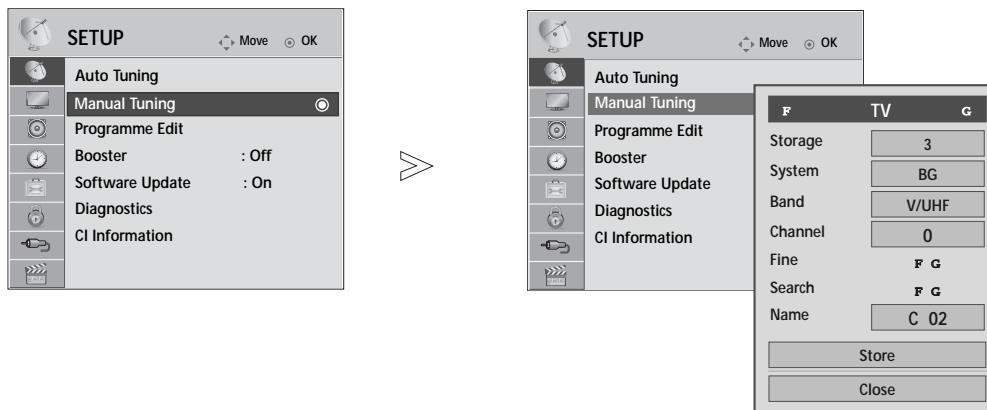 SETUP Move OK
Auto Tuning
Manual Tuning
Programme Edit
Booster : Off
Software Update : On
Diagnostics
CI Information
SETUP Move OK
Auto Tuning
Manual Tuning
Programme Edit
Booster
Software Update
Diagnostics
CI Information
F TV G
Storage 3
System BG
Band V/UHF
Channel 0
Fine F G
Search F G
Name C 02
Store
Close